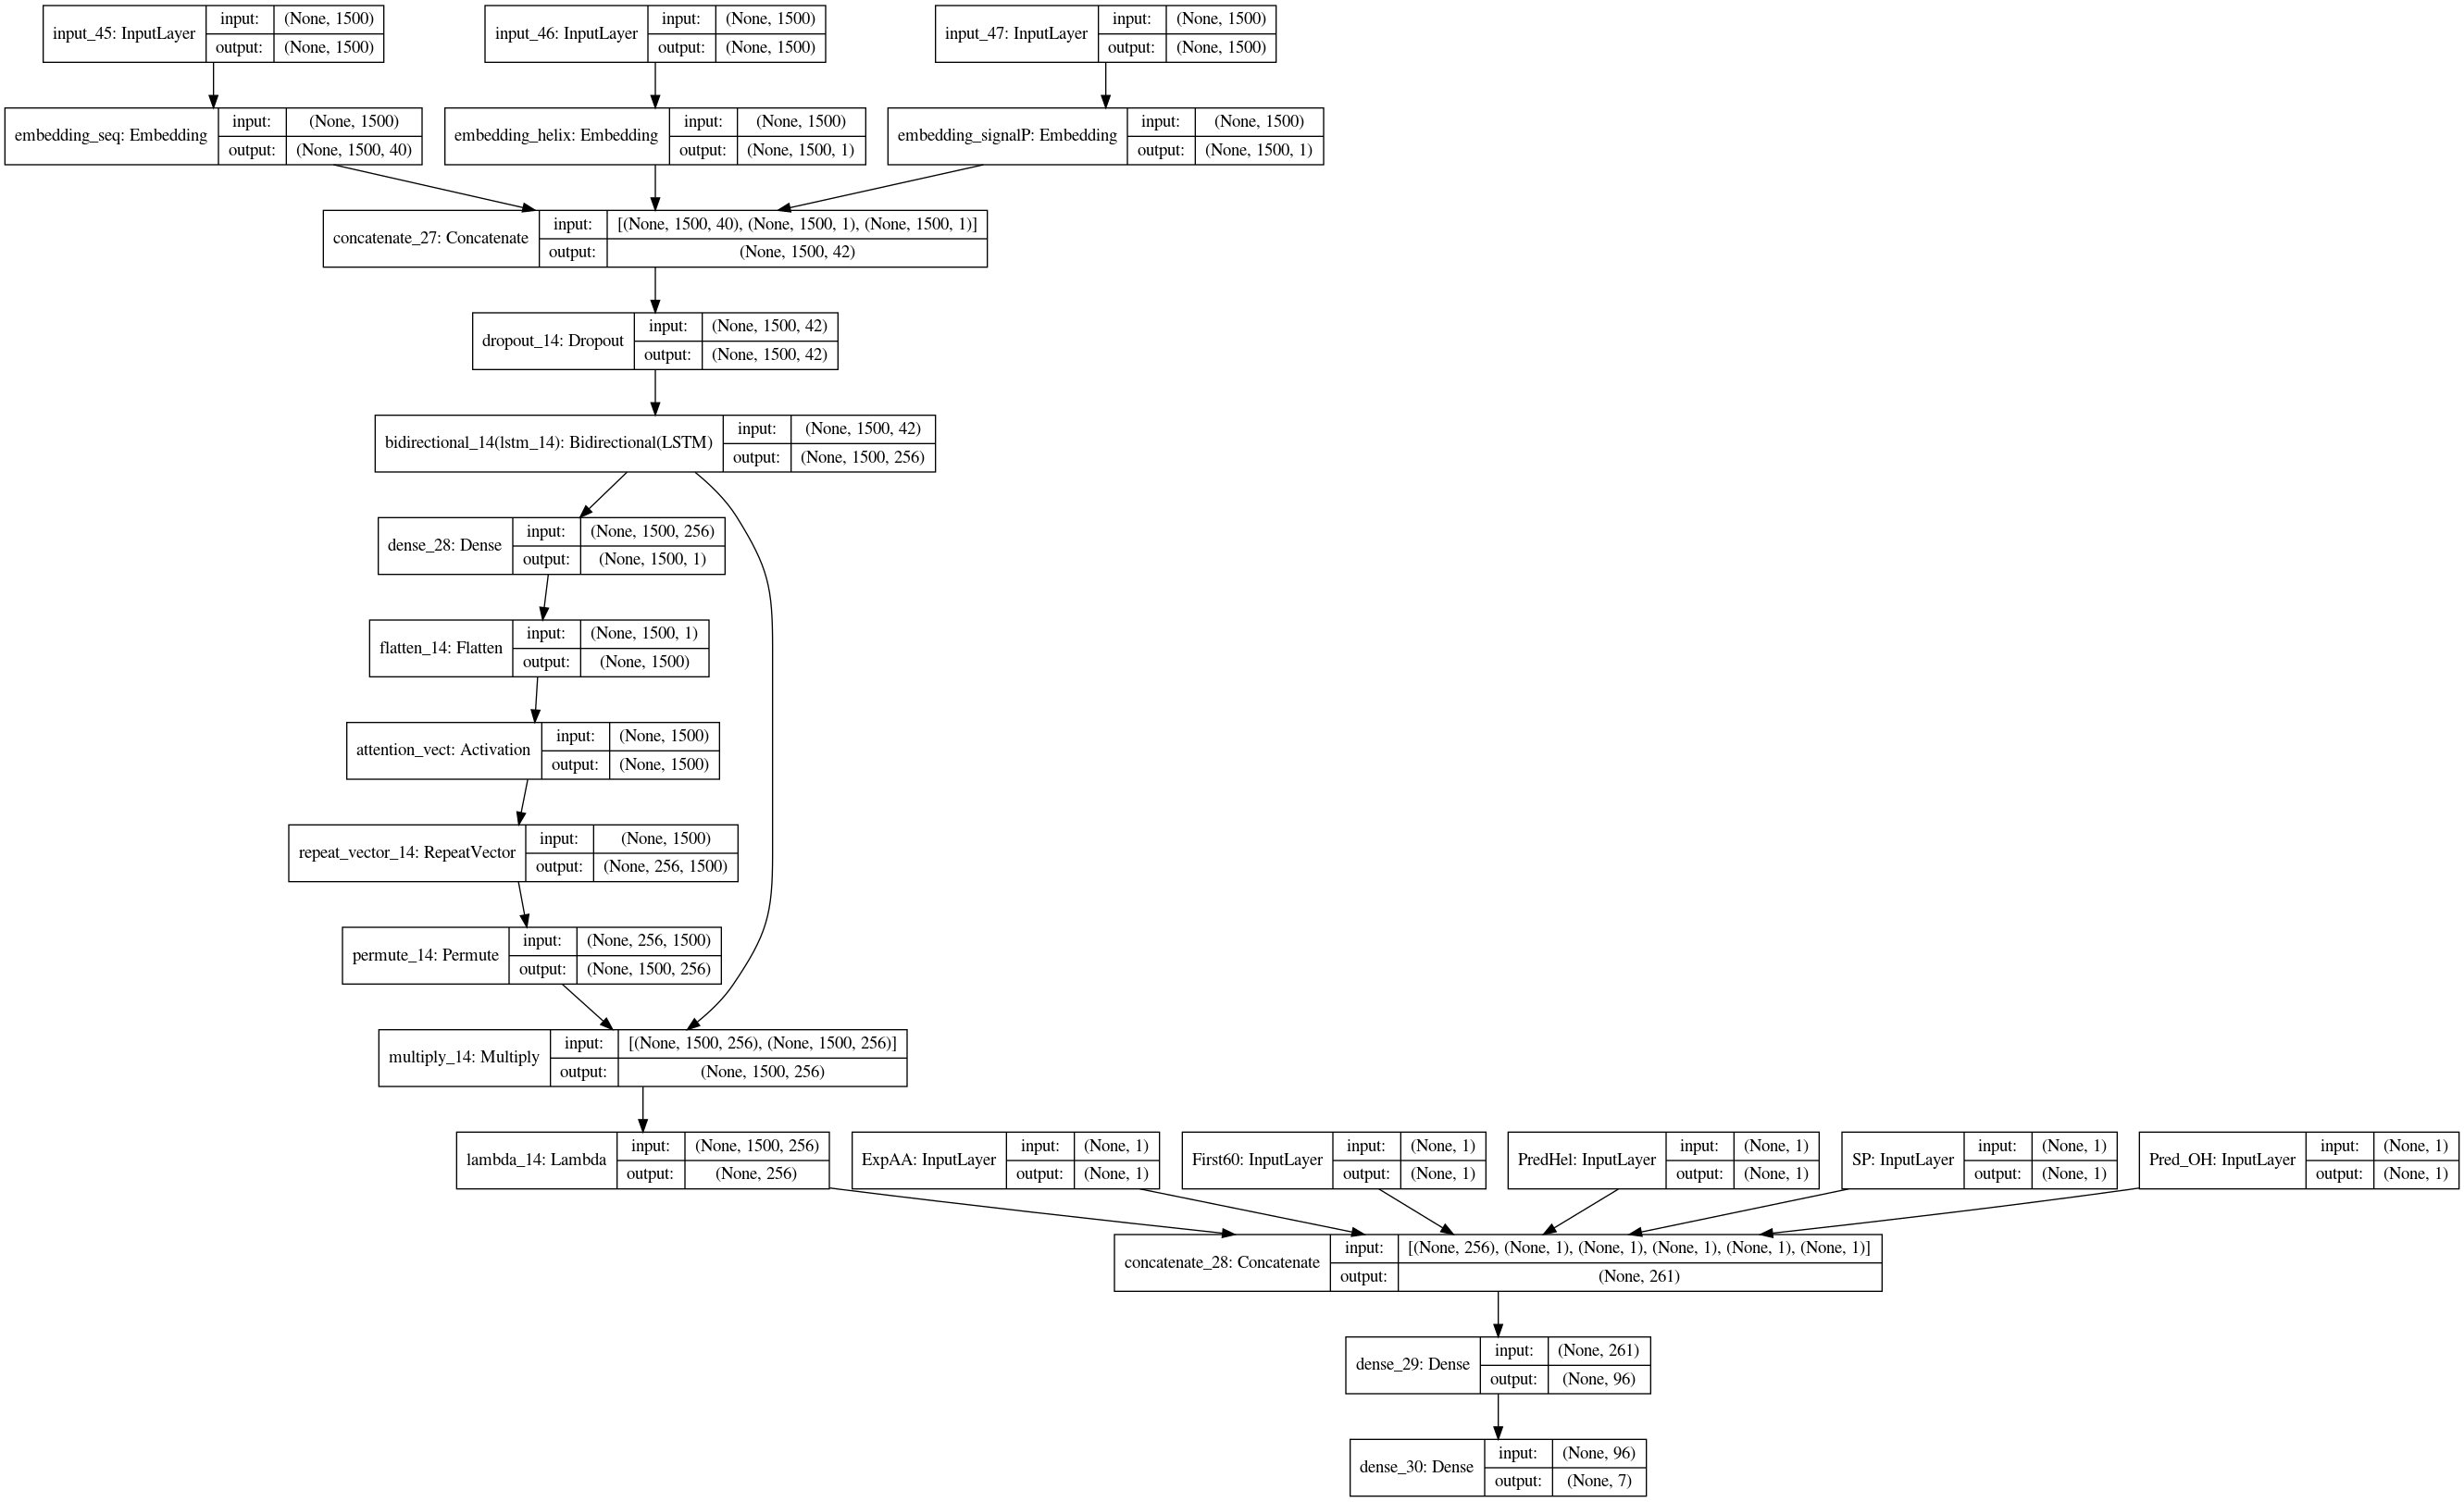 input_45: InputLayer
input: (None, 1500)
output: (None, 1500)
input_46: InputLayer
input: (None, 1500)
output: (None, 1500)
input_47: InputLayer
input: (None, 1500)
output: (None, 1500)
embedding_seq: Embedding
input: (None, 1500)
output: (None, 1500, 40)
embedding_helix: Embedding
input: (None, 1500)
output: (None, 1500, 1)
embedding_signalP: Embedding
input: (None, 1500)
output: (None, 1500, 1)
concatenate_27: Concatenate
input: [(None, 1500, 40), (None, 1500, 1), (None, 1500, 1)]
output: (None, 1500, 42)
dropout_14: Dropout
input: (None, 1500, 42)
output: (None, 1500, 42)
bidirectional_14(lstm_14): Bidirectional(LSTM)
input: (None, 1500, 42)
output: (None, 1500, 256)
dense_28: Dense
input: (None, 1500, 256)
output: (None, 1500, 1)
flatten_14: Flatten
input: (None, 1500, 1)
output: (None, 1500)
attention_vect: Activation
input: (None, 1500)
output: (None, 1500)
repeat_vector_14: RepeatVector
input: (None, 1500)
output: (None, 256, 1500)
permute_14: Permute
input: (None, 256, 1500)
output: (None, 1500, 256)
multiply_14: Multiply
input: [(None, 1500, 256), (None, 1500, 256)]
output: (None, 1500, 256)
lambda_14: Lambda
input: (None, 1500, 256)
output: (None, 256)
ExpAA: InputLayer
input: (None, 1)
output: (None, 1)
First60: InputLayer
input: (None, 1)
output: (None, 1)
PredHel: InputLayer
input: (None, 1)
output: (None, 1)
SP: InputLayer
input: (None, 1)
output: (None, 1)
Pred_OH: InputLayer
input: (None, 1)
output: (None, 1)
concatenate_28: Concatenate
input: [(None, 256), (None, 1), (None, 1), (None, 1), (None, 1), (None, 1)]
output: (None, 261)
dense_29: Dense
input: (None, 261)
output: (None, 96)
dense_30: Dense
input: (None, 96)
output: (None, 7)